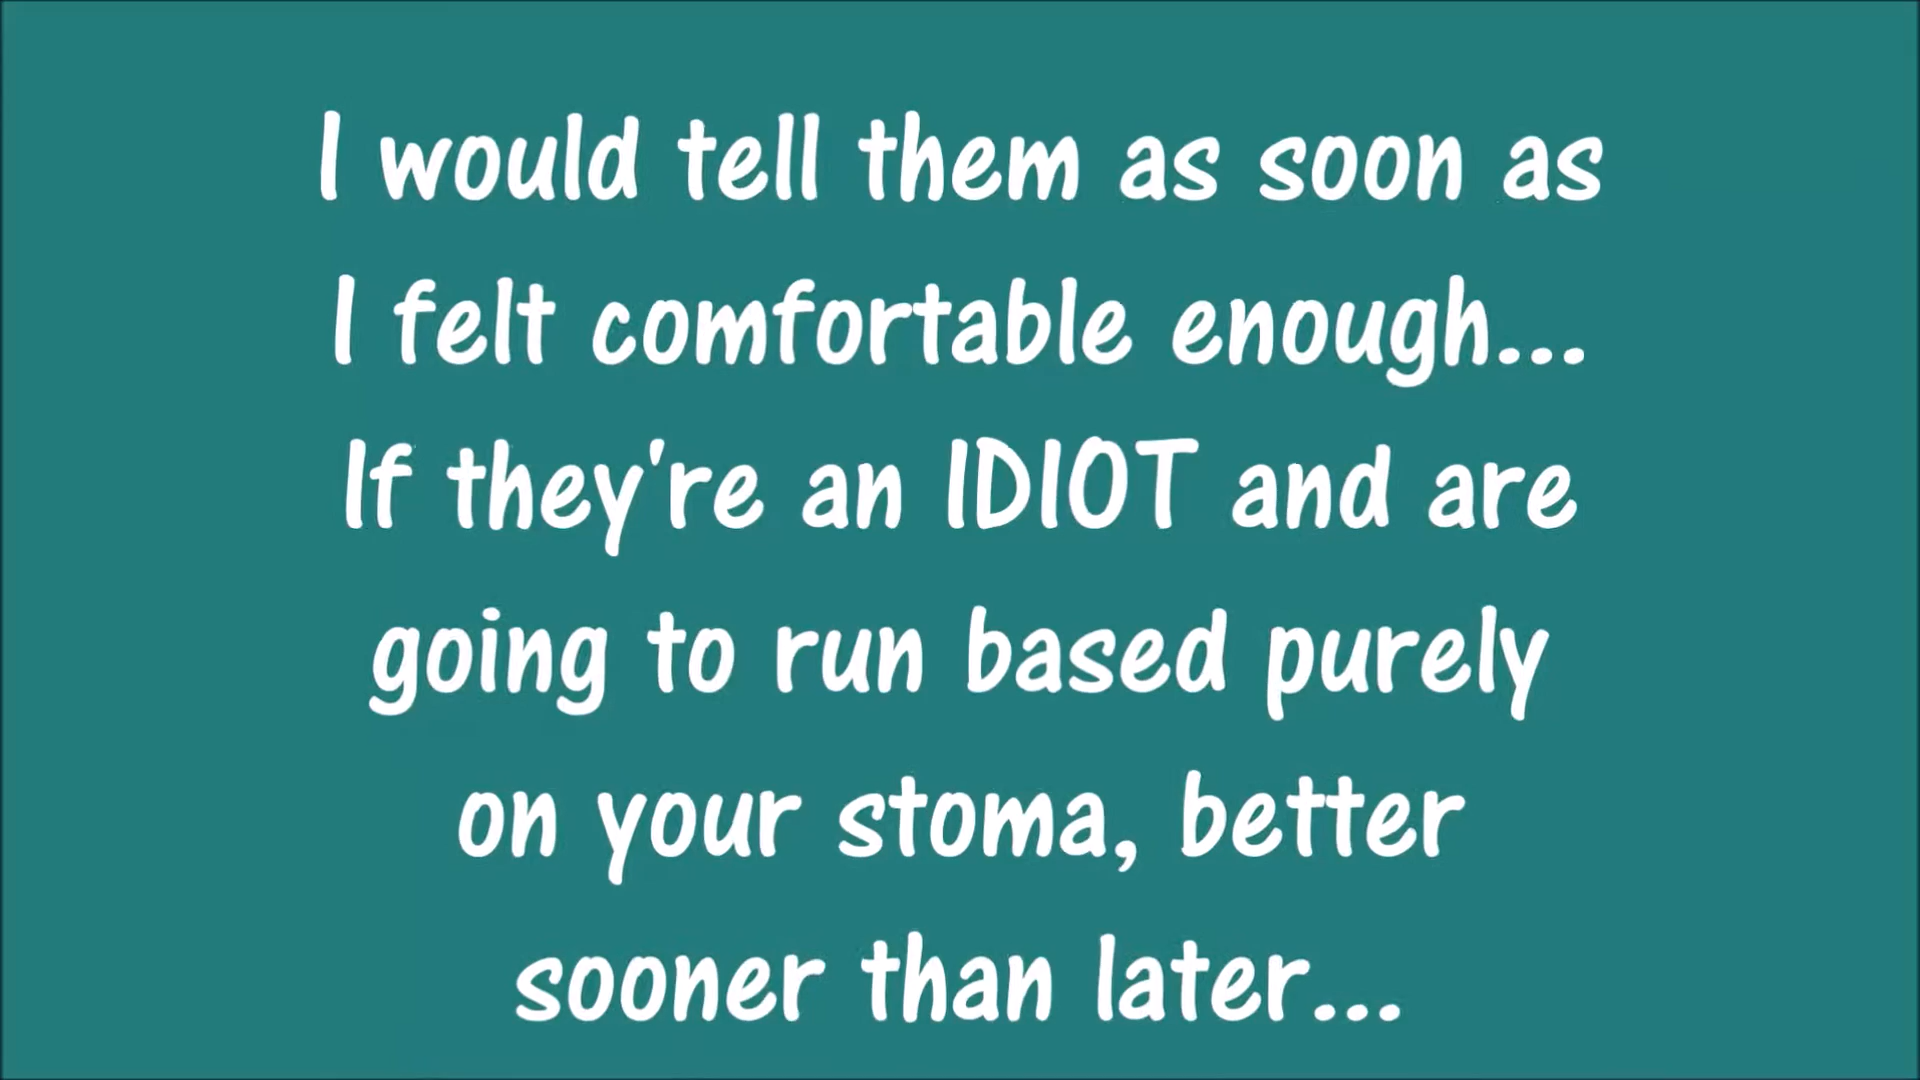 I would tell them as soon as
I felt comfortable enough...
If they're an IDIOT and are
going to run based purely
on your stoma, better
sooner than later...